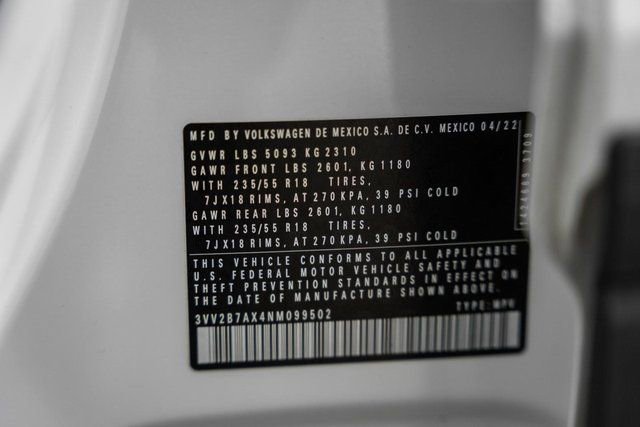 MFD BY VOLKSWAGEN DE MEXICO S.A. DE C.V. MEXICO 04/22
GVWR LBS 5093 KG 2310
GAWR FRONT LBS 2601, KG 1180
WITH 235/55 R18 TIRES,
7JX18 RIMS, AT 270 KPA, 39 PSI COLD
GAWR REAR LBS 2601, KG 1180
WITH 235/55 R18 TIRES,
7JX18 RIMS, AT 270 KPA, 39 PSI COLD
THIS VEHICLE CONFORMS TO ALL APPLICABLE
U.S. FEDERAL MOTOR VEHICLE SAFETY AND
THEFT PREVENTION STANDARDS IN EFFECT ON
THE DATE OF MANUFACTURE SHOWN ABOVE.
TYPE: MPV
3VV2B7AX4NM099502
1424689 3709